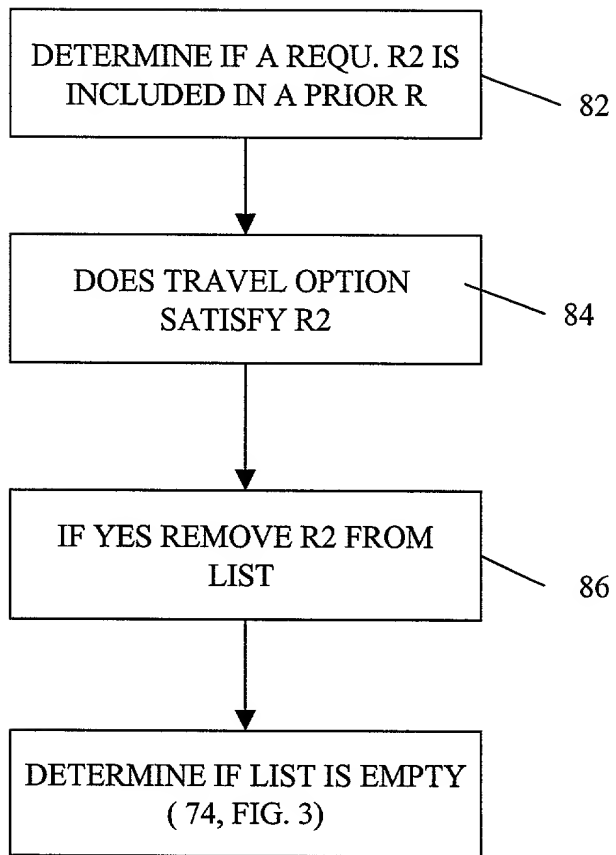 DETERMINE IF A REQU. R2 IS
INCLUDED IN A PRIOR R
82
DOES TRAVEL OPTION
SATISFY R2
84
IF YES REMOVE R2 FROM
LIST
86
DETERMINE IF LIST IS EMPTY
( 74, FIG. 3)